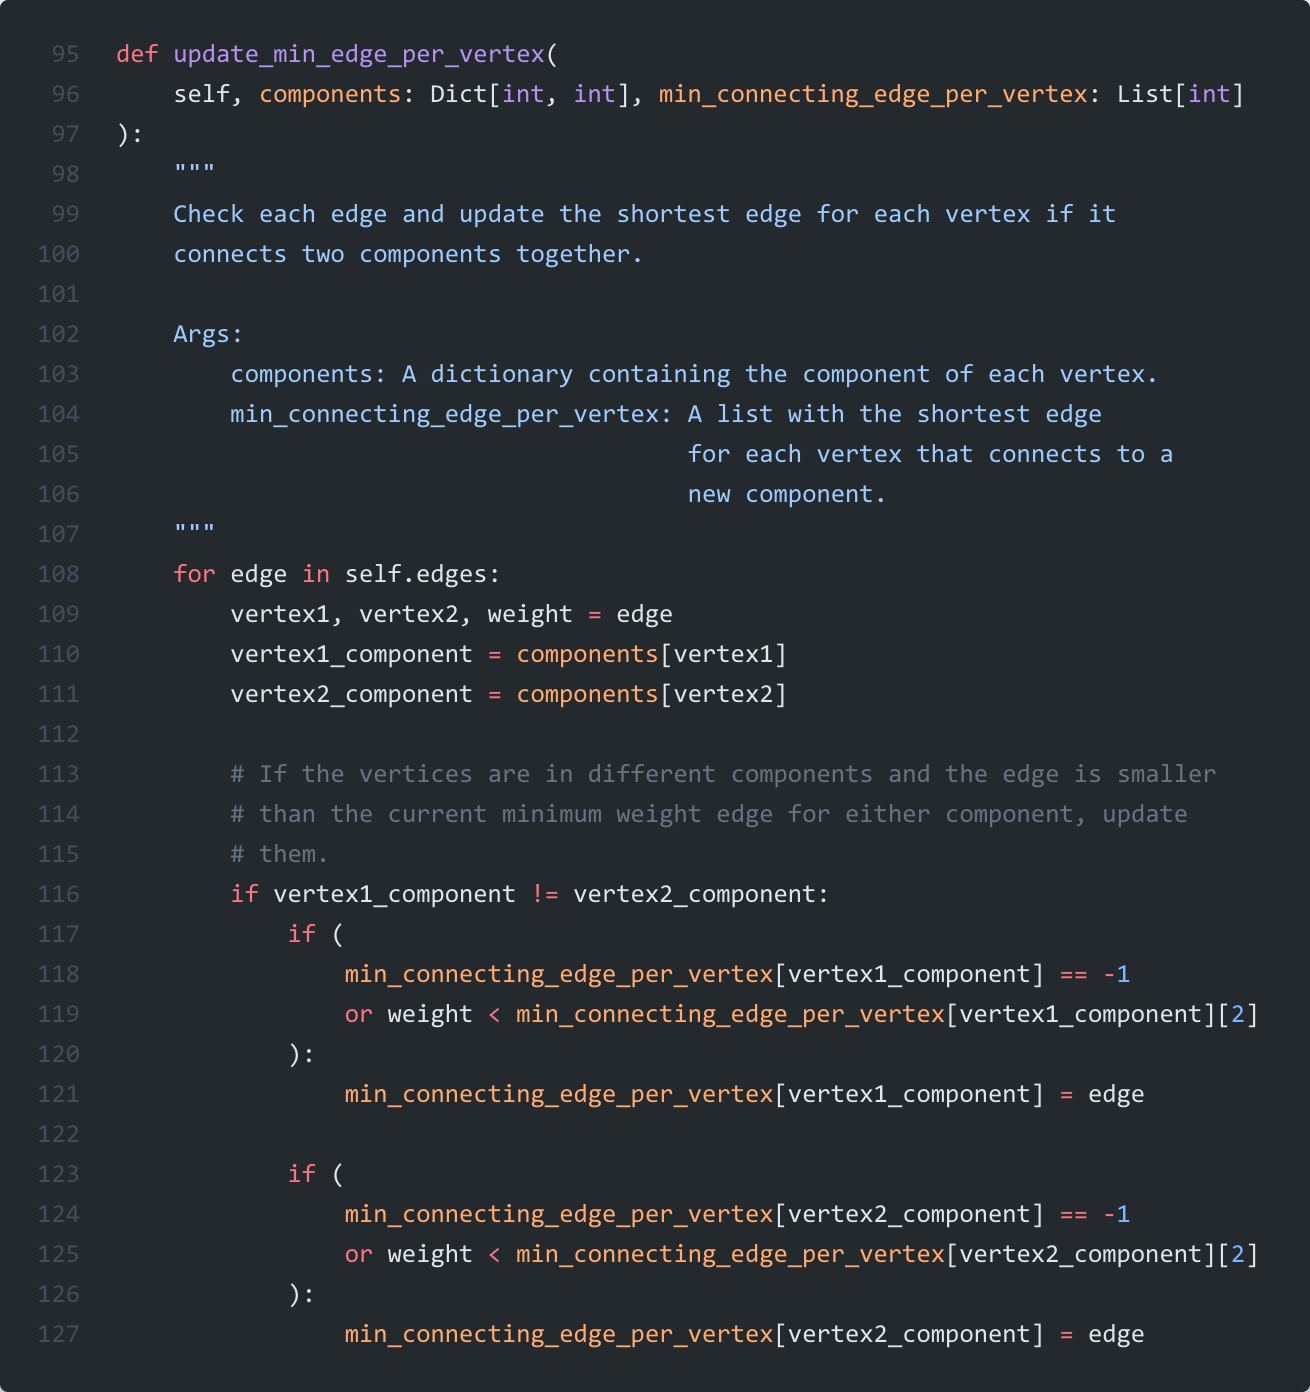 95 def update_min_edge_per_vertex(
96     self, components: Dict[int, int], min_connecting_edge_per_vertex: List[int]
97 ):
98     """
99     Check each edge and update the shortest edge for each vertex if it
100     connects two components together.
101
102     Args:
103         components: A dictionary containing the component of each vertex.
104         min_connecting_edge_per_vertex: A list with the shortest edge
105                                         for each vertex that connects to a
106                                         new component.
107     """
108     for edge in self.edges:
109         vertex1, vertex2, weight = edge
110         vertex1_component = components[vertex1]
111         vertex2_component = components[vertex2]
112
113         # If the vertices are in different components and the edge is smaller
114         # than the current minimum weight edge for either component, update
115         # them.
116         if vertex1_component != vertex2_component:
117             if (
118                 min_connecting_edge_per_vertex[vertex1_component] == -1
119                 or weight < min_connecting_edge_per_vertex[vertex1_component][2]
120             ):
121                 min_connecting_edge_per_vertex[vertex1_component] = edge
122
123             if (
124                 min_connecting_edge_per_vertex[vertex2_component] == -1
125                 or weight < min_connecting_edge_per_vertex[vertex2_component][2]
126             ):
127                 min_connecting_edge_per_vertex[vertex2_component] = edge